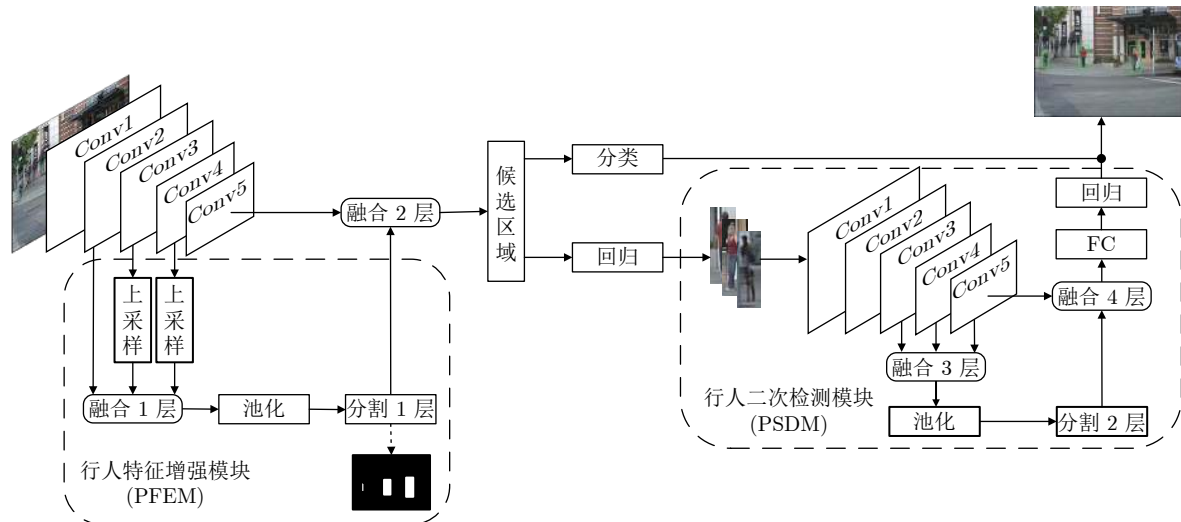 Conv1
Conv2
Conv3
Conv4
Conv5
融合 2 层
上采样
上采样
融合 1 层
池化
分割 1 层
行人特征增强模块
(PFEM)
候选区域
分类
回归
Conv1
Conv2
Conv3
Conv4
Conv5
融合 3 层
池化
分割 2 层
融合 4 层
FC
回归
行人二次检测模块
(PSDM)